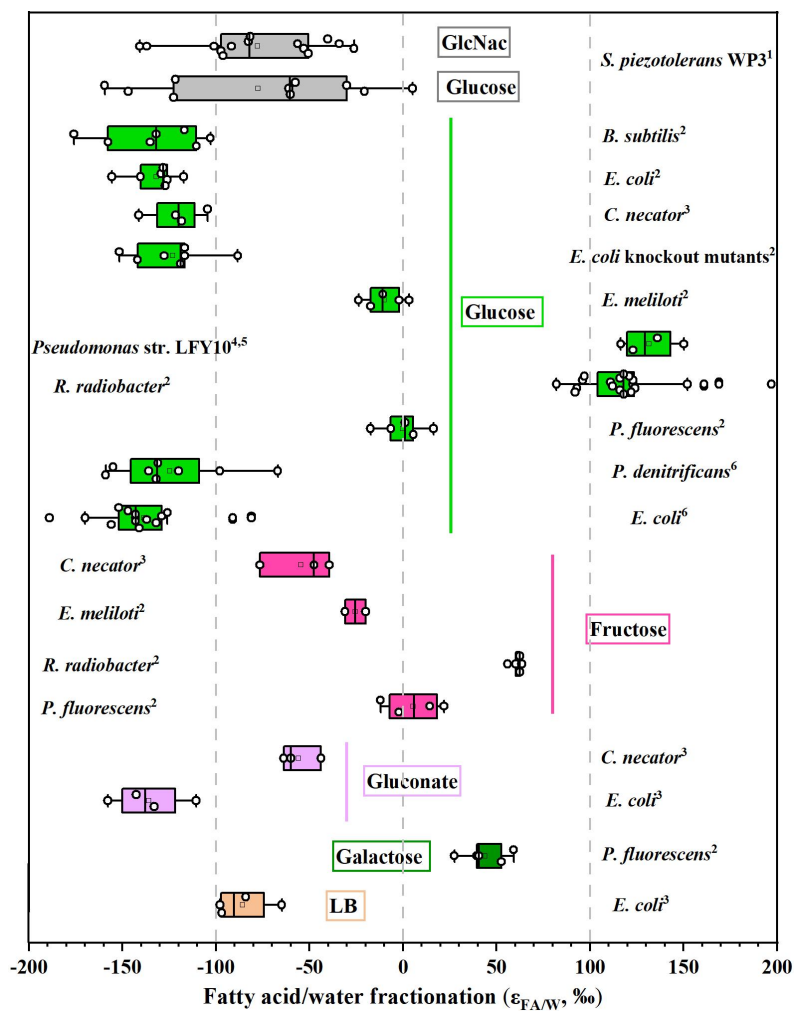 GlcNac
S. piezotolerans WP3¹
Glucose
B. subtilis²
E. coli²
C. necator³
E. coli knockout mutants²
E. meliloti²
Glucose
Pseudomonas str. LFY10⁴,⁵
R. radiobacter²
P. fluorescens²
P. denitrificans⁶
E. coli⁶
C. necator³
E. meliloti²
Fructose
R. radiobacter²
P. fluorescens²
C. necator³
Gluconate
E. coli³
Galactose
P. fluorescens²
LB
E. coli³
-200 -150 -100 -50 0 50 100 150 200
Fatty acid/water fractionation (εFA/W, ‰)